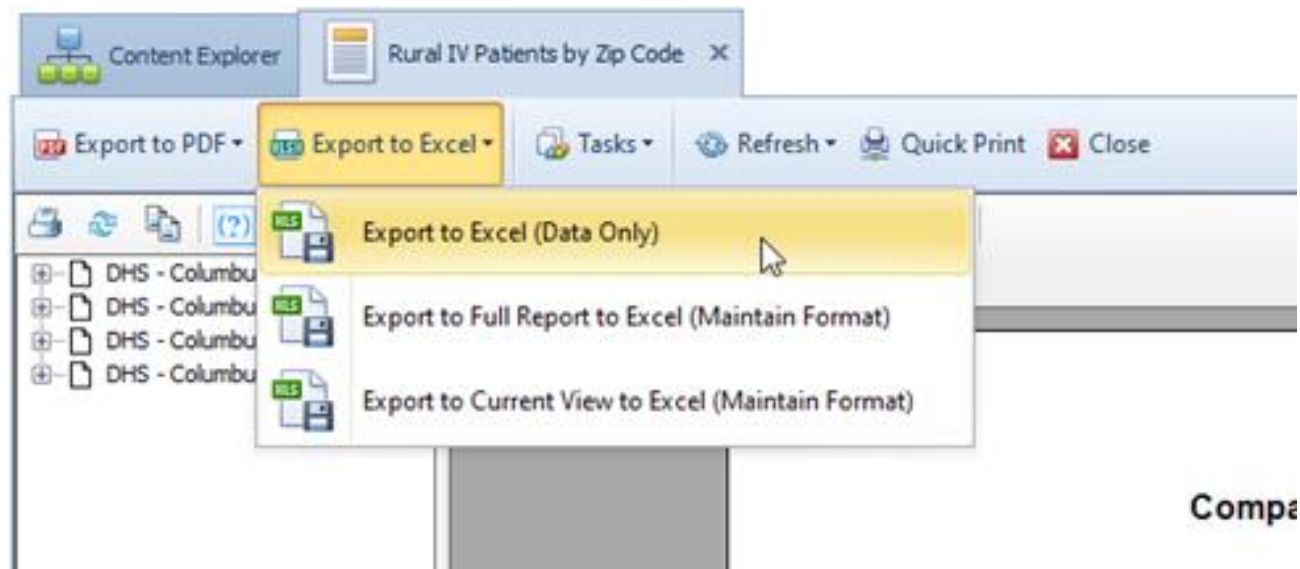 Content Explorer
Rural IV Patients by Zip Code
Export to PDF
Export to Excel
Tasks
Refresh
Quick Print
Close
(?)
Export to Excel (Data Only)
DHS - Columbu
Export to Full Report to Excel (Maintain Format)
DHS - Columbu
DHS - Columbu
DHS - Columbu
Export to Current View to Excel (Maintain Format)
Compa